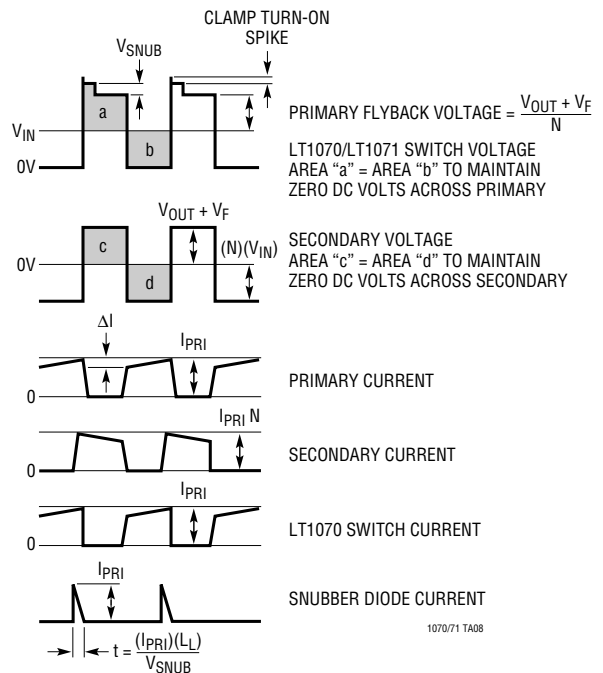 CLAMP TURN-ON
SPIKE
VSNUB
a
b
VIN
0V
PRIMARY FLYBACK VOLTAGE = VOUT + VF
N
LT1070/LT1071 SWITCH VOLTAGE
AREA “a” = AREA “b” TO MAINTAIN
ZERO DC VOLTS ACROSS PRIMARY
VOUT + VF
c
d
0V
(N)(VIN)
SECONDARY VOLTAGE
AREA “c” = AREA “d” TO MAINTAIN
ZERO DC VOLTS ACROSS SECONDARY
∆I
IPRI
0
PRIMARY CURRENT
IPRI N
0
SECONDARY CURRENT
IPRI
0
LT1070 SWITCH CURRENT
IPRI
SNUBBER DIODE CURRENT
t = (IPRI)(LL)
VSNUB
1070/71 TA08